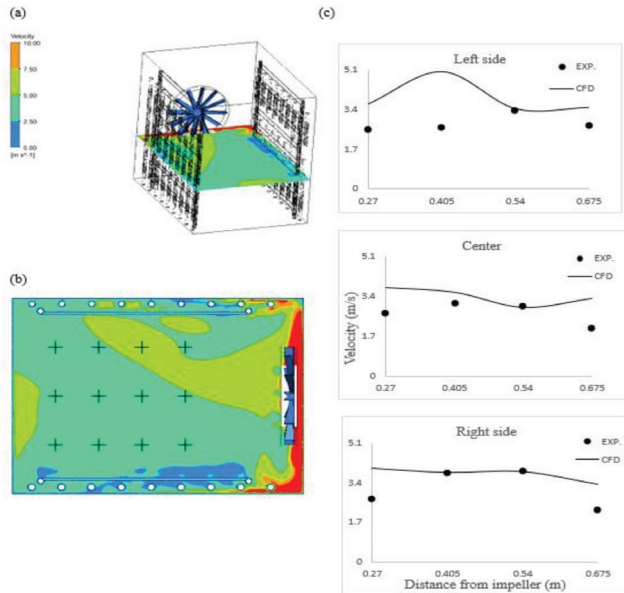 (a)
Velocity
10.00
7.50
5.00
2.50
0.00
[m s^-1]
(b)
(c)
Left side
5.1
3.4
1.7
0
0.27 0.405 0.54 0.675
EXP.
CFD
Center
5.1
3.4
1.7
0
0.27 0.405 0.54 0.675
EXP.
CFD
Velocity (m/s)
Right side
5.1
3.4
1.7
0
0.27 0.405 0.54 0.675
EXP.
CFD
Distance from impeller (m)